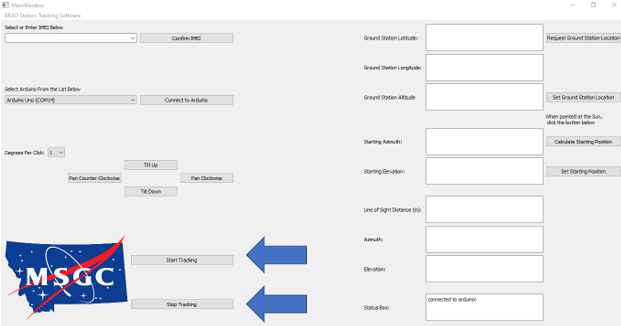 MainWindow
BRAD Station Tracking Software
Select or Enter IMEI Below
Confirm IMEI
Select Arduino From the List Below
Arduino Uno (COM14)
Connect to Arduino
Degrees Per Click:
1
Tilt Up
Pan Counter-Clockwise
Pan Clockwise
Tilt Down
MSGC
Start Tracking
Stop Tracking
Ground Station Latitude:
Request Ground Station Location
Ground Station Longitude:
Ground Station Altitude
Set Ground Station Location
When pointed at the Sun,
click the button below
Starting Azimuth:
Calculate Starting Position
Starting Elevation:
Set Starting Position
Line of Sight Distance (m):
Azimuth:
Elevation:
Status Box:
connected to arduino!